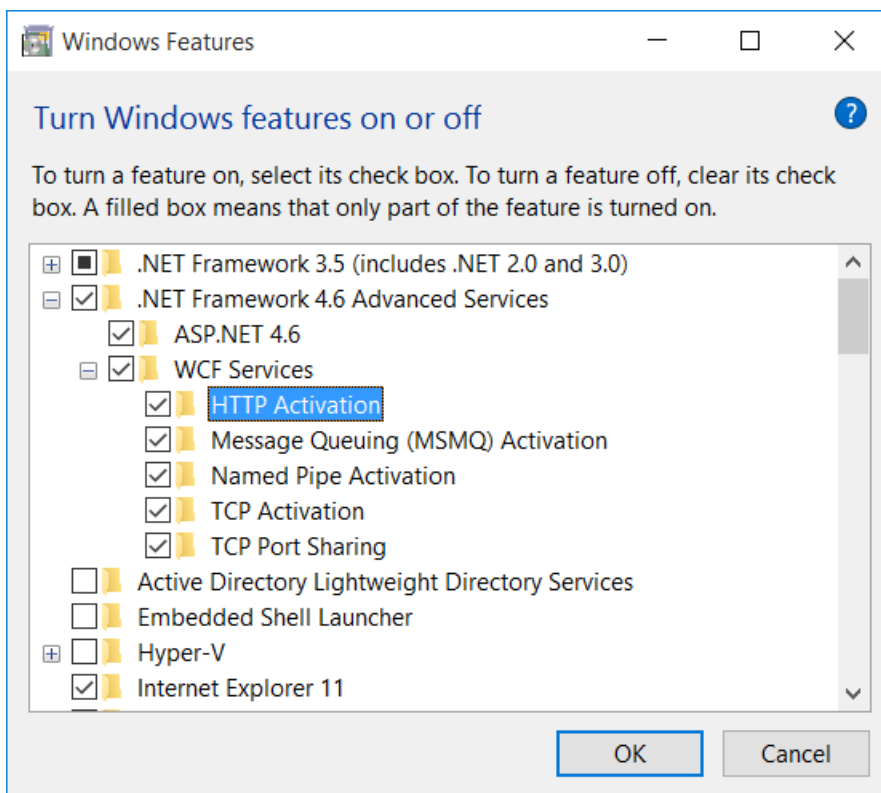 Windows Features
Turn Windows features on or off
?
To turn a feature on, select its check box. To turn a feature off, clear its check
box. A filled box means that only part of the feature is turned on.
.NET Framework 3.5 (includes .NET 2.0 and 3.0)
.NET Framework 4.6 Advanced Services
ASP.NET 4.6
WCF Services
HTTP Activation
Message Queuing (MSMQ) Activation
Named Pipe Activation
TCP Activation
TCP Port Sharing
Active Directory Lightweight Directory Services
Embedded Shell Launcher
Hyper-V
Internet Explorer 11
OK
Cancel